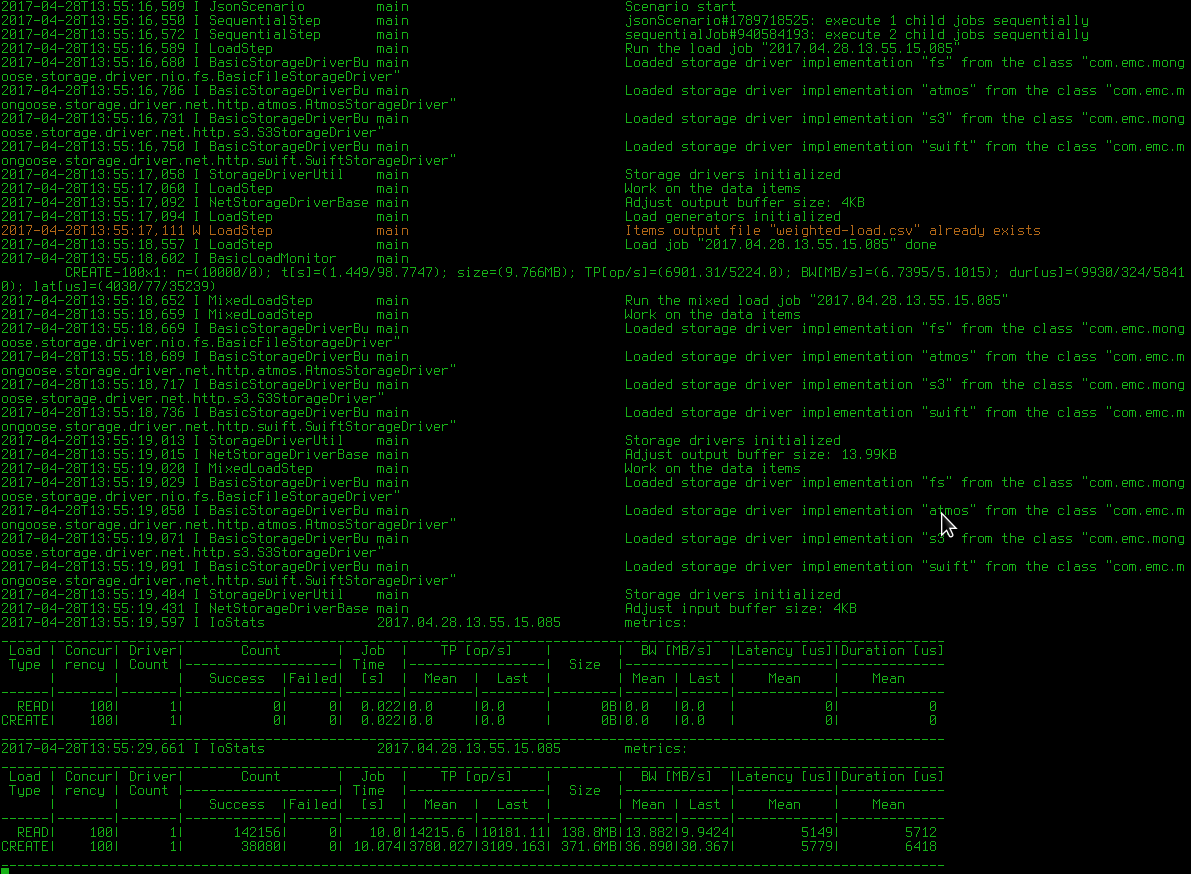 2017-04-28T13:55:16,509 I JsonScenario         main                           Scenario start
2017-04-28T13:55:16,550 I SequentialStep       main                           jsonScenario#1789718525: execute 1 child jobs sequentially
2017-04-28T13:55:16,572 I SequentialStep       main                           sequentialJob#940584193: execute 2 child jobs sequentially
2017-04-28T13:55:16,589 I LoadStep             main                           Run the load job "2017.04.28.13.55.15.085"
2017-04-28T13:55:16,680 I BasicStorageDriverBu main                           Loaded storage driver implementation "fs" from the class "com.emc.mong
oose.storage.driver.nio.fs.BasicFileStorageDriver"
2017-04-28T13:55:16,706 I BasicStorageDriverBu main                           Loaded storage driver implementation "atmos" from the class "com.emc.m
ongoose.storage.driver.net.http.atmos.AtmosStorageDriver"
2017-04-28T13:55:16,731 I BasicStorageDriverBu main                           Loaded storage driver implementation "s3" from the class "com.emc.mong
oose.storage.driver.net.http.s3.S3StorageDriver"
2017-04-28T13:55:16,750 I BasicStorageDriverBu main                           Loaded storage driver implementation "swift" from the class "com.emc.m
ongoose.storage.driver.net.http.swift.SwiftStorageDriver"
2017-04-28T13:55:17,058 I StorageDriverUtil    main                           Storage drivers initialized
2017-04-28T13:55:17,060 I LoadStep             main                           Work on the data items
2017-04-28T13:55:17,092 I NetStorageDriverBase main                           Adjust output buffer size: 4KB
2017-04-28T13:55:17,094 I LoadStep             main                           Load generators initialized
2017-04-28T13:55:17,111 W LoadStep             main                           Items output file "weighted-load.csv" already exists
2017-04-28T13:55:18,557 I LoadStep             main                           Load job "2017.04.28.13.55.15.085" done
2017-04-28T13:55:18,602 I BasicLoadMonitor     main
        CREATE-100x1: n=(10000/0); t[s]=(1.449/98.7747); size=(9.766MB); TP[op/s]=(6901.31/5224.0); BW[MB/s]=(6.7395/5.1015); dur[us]=(9930/324/5841
0); lat[us]=(4030/77/35239)
2017-04-28T13:55:18,652 I MixedLoadStep        main                           Run the mixed load job "2017.04.28.13.55.15.085"
2017-04-28T13:55:18,659 I MixedLoadStep        main                           Work on the data items
2017-04-28T13:55:18,669 I BasicStorageDriverBu main                           Loaded storage driver implementation "fs" from the class "com.emc.mong
oose.storage.driver.nio.fs.BasicFileStorageDriver"
2017-04-28T13:55:18,689 I BasicStorageDriverBu main                           Loaded storage driver implementation "atmos" from the class "com.emc.m
ongoose.storage.driver.net.http.atmos.AtmosStorageDriver"
2017-04-28T13:55:18,717 I BasicStorageDriverBu main                           Loaded storage driver implementation "s3" from the class "com.emc.mong
oose.storage.driver.net.http.s3.S3StorageDriver"
2017-04-28T13:55:18,736 I BasicStorageDriverBu main                           Loaded storage driver implementation "swift" from the class "com.emc.m
ongoose.storage.driver.net.http.swift.SwiftStorageDriver"
2017-04-28T13:55:19,013 I StorageDriverUtil    main                           Storage drivers initialized
2017-04-28T13:55:19,015 I NetStorageDriverBase main                           Adjust output buffer size: 13.99KB
2017-04-28T13:55:19,020 I MixedLoadStep        main                           Work on the data items
2017-04-28T13:55:19,029 I BasicStorageDriverBu main                           Loaded storage driver implementation "fs" from the class "com.emc.mong
oose.storage.driver.nio.fs.BasicFileStorageDriver"
2017-04-28T13:55:19,050 I BasicStorageDriverBu main                           Loaded storage driver implementation "atmos" from the class "com.emc.m
ongoose.storage.driver.net.http.atmos.AtmosStorageDriver"
2017-04-28T13:55:19,071 I BasicStorageDriverBu main                           Loaded storage driver implementation "s3" from the class "com.emc.mong
oose.storage.driver.net.http.s3.S3StorageDriver"
2017-04-28T13:55:19,091 I BasicStorageDriverBu main                           Loaded storage driver implementation "swift" from the class "com.emc.m
ongoose.storage.driver.net.http.swift.SwiftStorageDriver"
2017-04-28T13:55:19,404 I StorageDriverUtil    main                           Storage drivers initialized
2017-04-28T13:55:19,431 I NetStorageDriverBase main                           Adjust input buffer size: 4KB
2017-04-28T13:55:19,597 I IoStats              2017.04.28.13.55.15.085        metrics:
 Load | Concur| Driver|       Count       |  Job  |    TP [op/s]    |        |  BW [MB/s]  |Latency [us]|Duration [us]
 Type | rency | Count |-------------------| Time  |-----------------|  Size  |-------------|------------|-------------
      |       |       |   Success  |Failed|  [s]  |  Mean  |  Last  |        | Mean | Last |    Mean    |    Mean
  READ|    100|      1|           0|     0|  0.022|0.0     |0.0     |      0B|0.0   |0.0   |           0|            0
CREATE|    100|      1|           0|     0|  0.022|0.0     |0.0     |      0B|0.0   |0.0   |           0|            0
2017-04-28T13:55:29,661 I IoStats              2017.04.28.13.55.15.085        metrics:
 Load | Concur| Driver|       Count       |  Job  |    TP [op/s]    |        |  BW [MB/s]  |Latency [us]|Duration [us]
 Type | rency | Count |-------------------| Time  |-----------------|  Size  |-------------|------------|-------------
      |       |       |   Success  |Failed|  [s]  |  Mean  |  Last  |        | Mean | Last |    Mean    |    Mean
  READ|    100|      1|      142156|     0|   10.0|14215.6 |10181.11| 138.8MB|13.882|9.9424|        5149|         5712
CREATE|    100|      1|       38080|     0| 10.074|3780.027|3109.163| 371.6MB|36.890|30.367|        5779|         6418